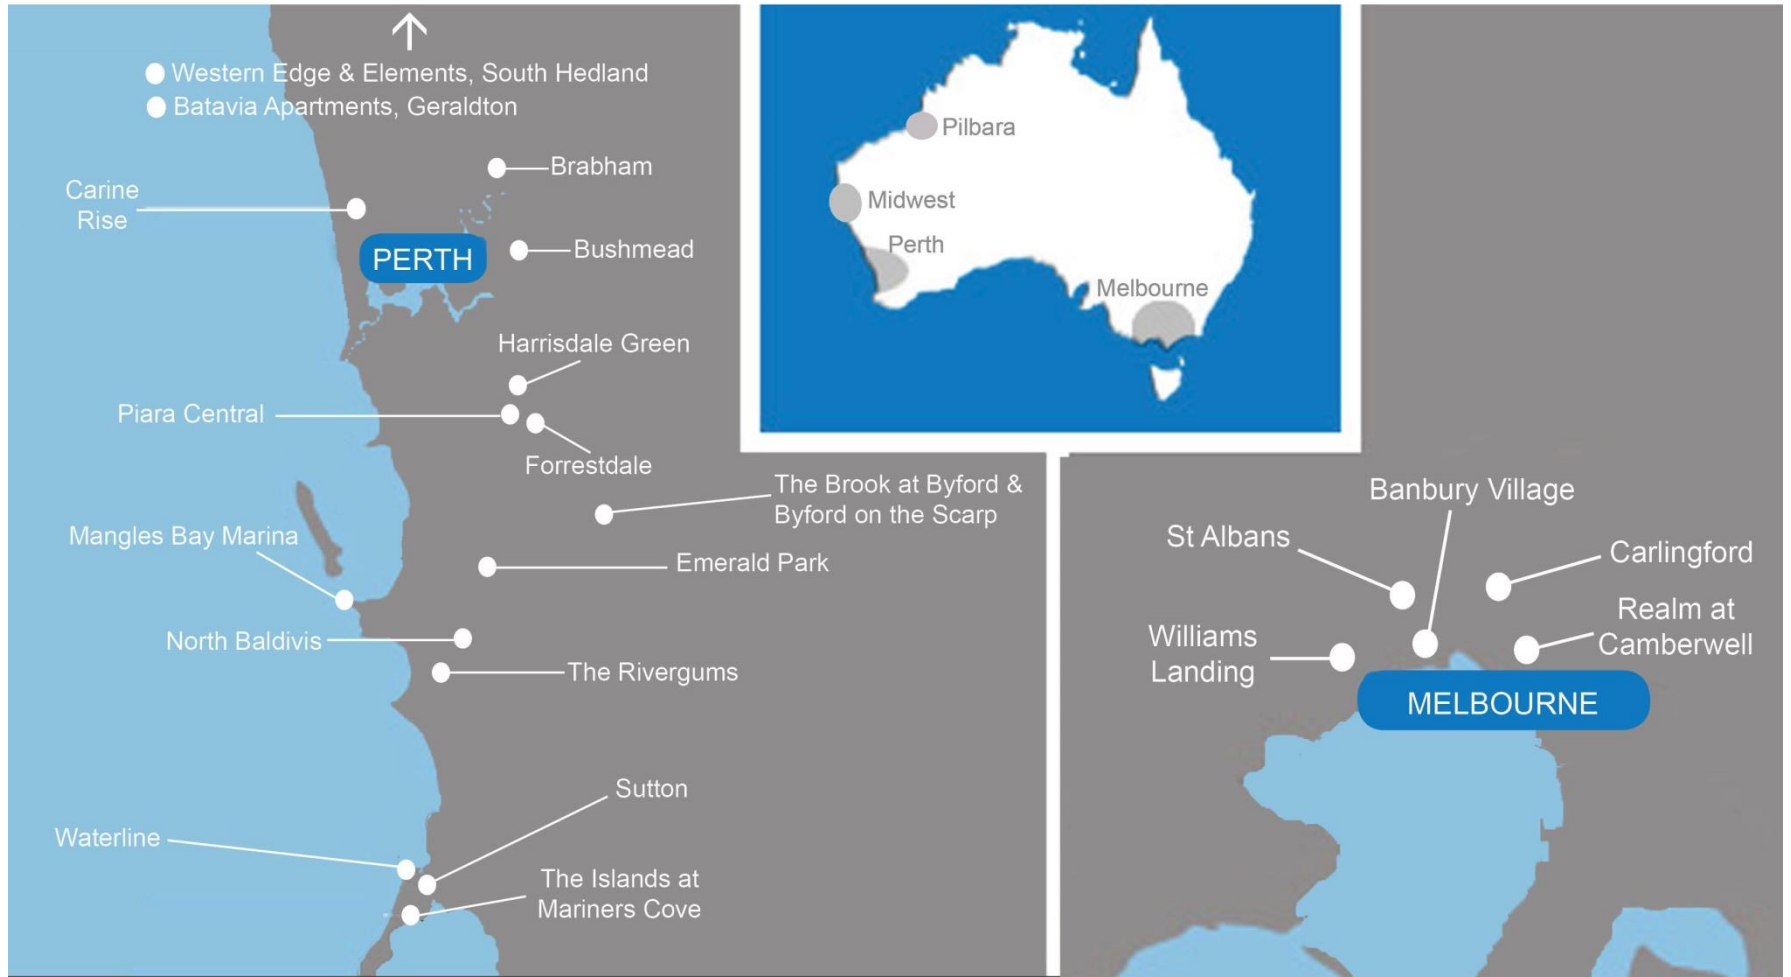 Western Edge & Elements, South Hedland
Batavia Apartments, Geraldton
Brabham
Carine
Rise
Bushmead
PERTH
Harrisdale Green
Piara Central
Forrestdale
The Brook at Byford &
Byford on the Scarp
Mangles Bay Marina
Emerald Park
North Baldivis
The Rivergums
Sutton
Waterline
The Islands at
Mariners Cove
Pilbara
Midwest
Perth
Melbourne
Banbury Village
St Albans
Carlingford
Realm at
Camberwell
Williams
Landing
MELBOURNE